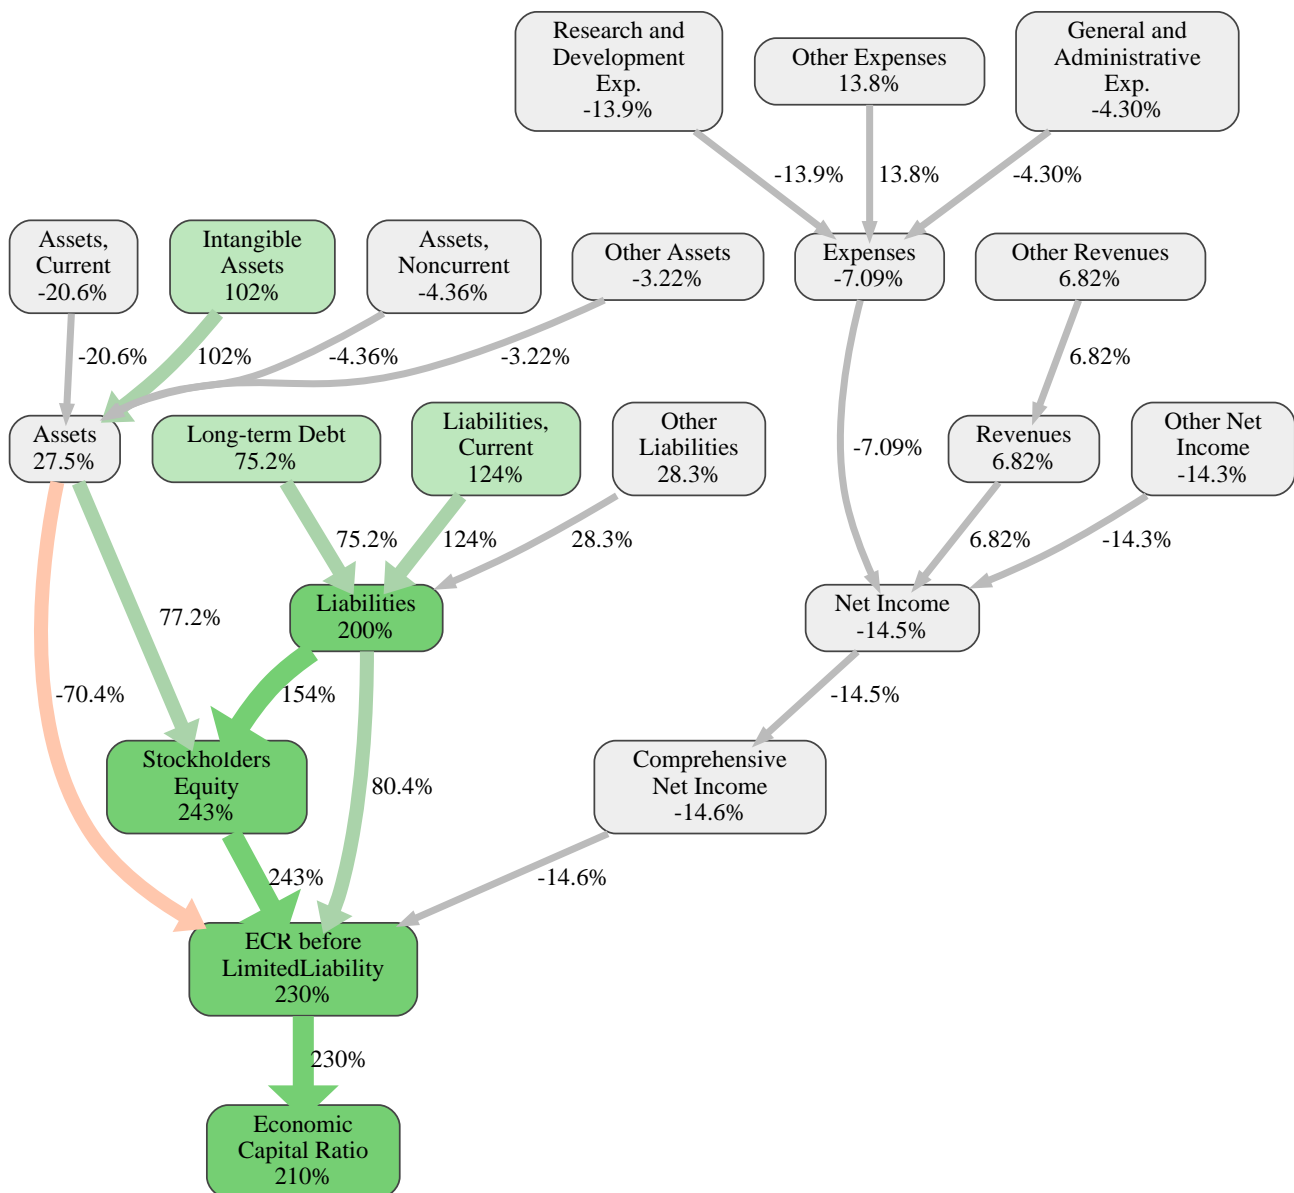 Research and
Development
Exp.
-13.9%
Other Expenses
13.8%
General and
Administrative
Exp.
-4.30%
-13.9%
13.8%
-4.30%
Assets,
Current
-20.6%
Intangible
Assets
102%
Assets,
Noncurrent
-4.36%
Other Assets
-3.22%
Expenses
-7.09%
Other Revenues
6.82%
-20.6%
102%
-4.36%
-3.22%
6.82%
Assets
27.5%
Long-term Debt
75.2%
Liabilities,
Current
124%
Other
Liabilities
28.3%
-7.09%
Revenues
6.82%
Other Net
Income
-14.3%
75.2%
124%
28.3%
6.82%
-14.3%
Liabilities
200%
Net Income
-14.5%
77.2%
-70.4%
154%
-14.5%
Stockholders
Equity
243%
80.4%
Comprehensive
Net Income
-14.6%
243%
-14.6%
ECR before
LimitedLiability
230%
230%
Economic
Capital Ratio
210%